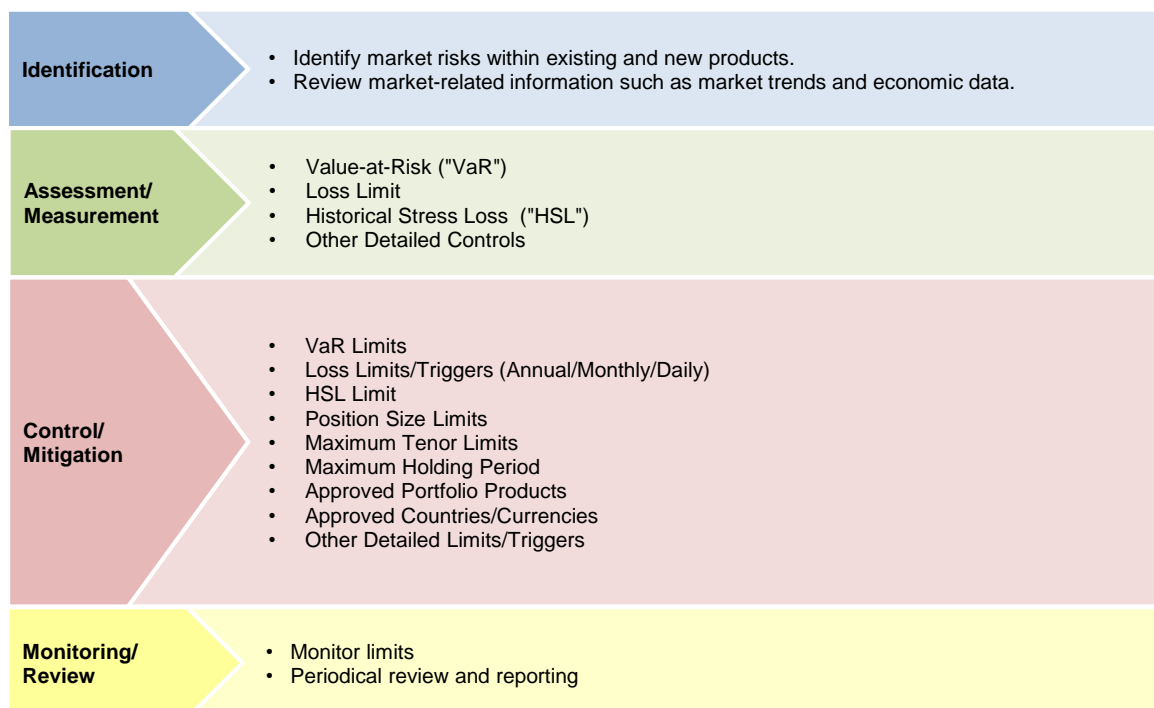 Identification
• Identify market risks within existing and new products.
• Review market-related information such as market trends and economic data.
Assessment/
Measurement
• Value-at-Risk ("VaR")
• Loss Limit
• Historical Stress Loss ("HSL")
• Other Detailed Controls
Control/
Mitigation
• VaR Limits
• Loss Limits/Triggers (Annual/Monthly/Daily)
• HSL Limit
• Position Size Limits
• Maximum Tenor Limits
• Maximum Holding Period
• Approved Portfolio Products
• Approved Countries/Currencies
• Other Detailed Limits/Triggers
Monitoring/
Review
• Monitor limits
• Periodical review and reporting